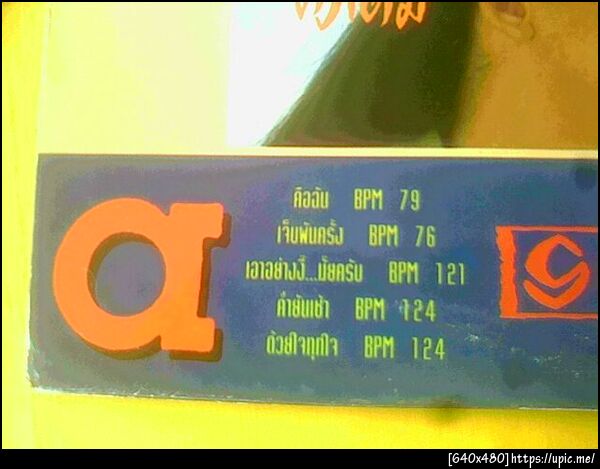 คือฉัน BPM 79
เจ็บพันครั้ง BPM 76
เอาอย่างงี้...มั้ยครับ BPM 121
ค่ำยันเช้า BPM 124
ด้วยใจทุกใจ BPM 124
a
[640x480]https://upic.me/